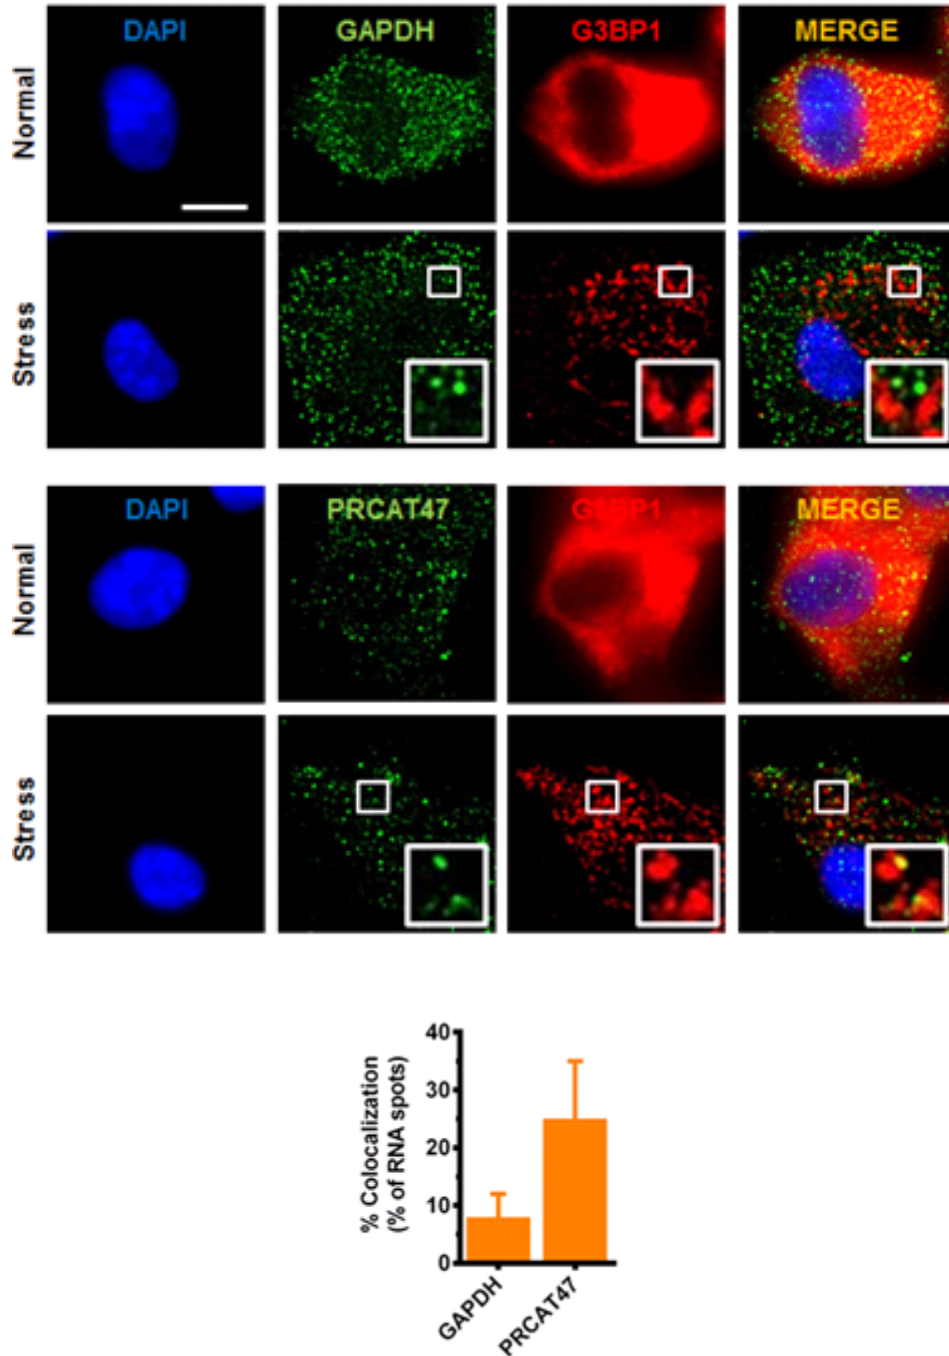 DAPI GAPDH G3BP1 MERGE
Normal
Stress
DAPI PRCAT47 G3BP1 MERGE
Normal
Stress
% Colocalization
(% of RNA spots)
40
30
20
10
0
GAPDH
PRCAT47